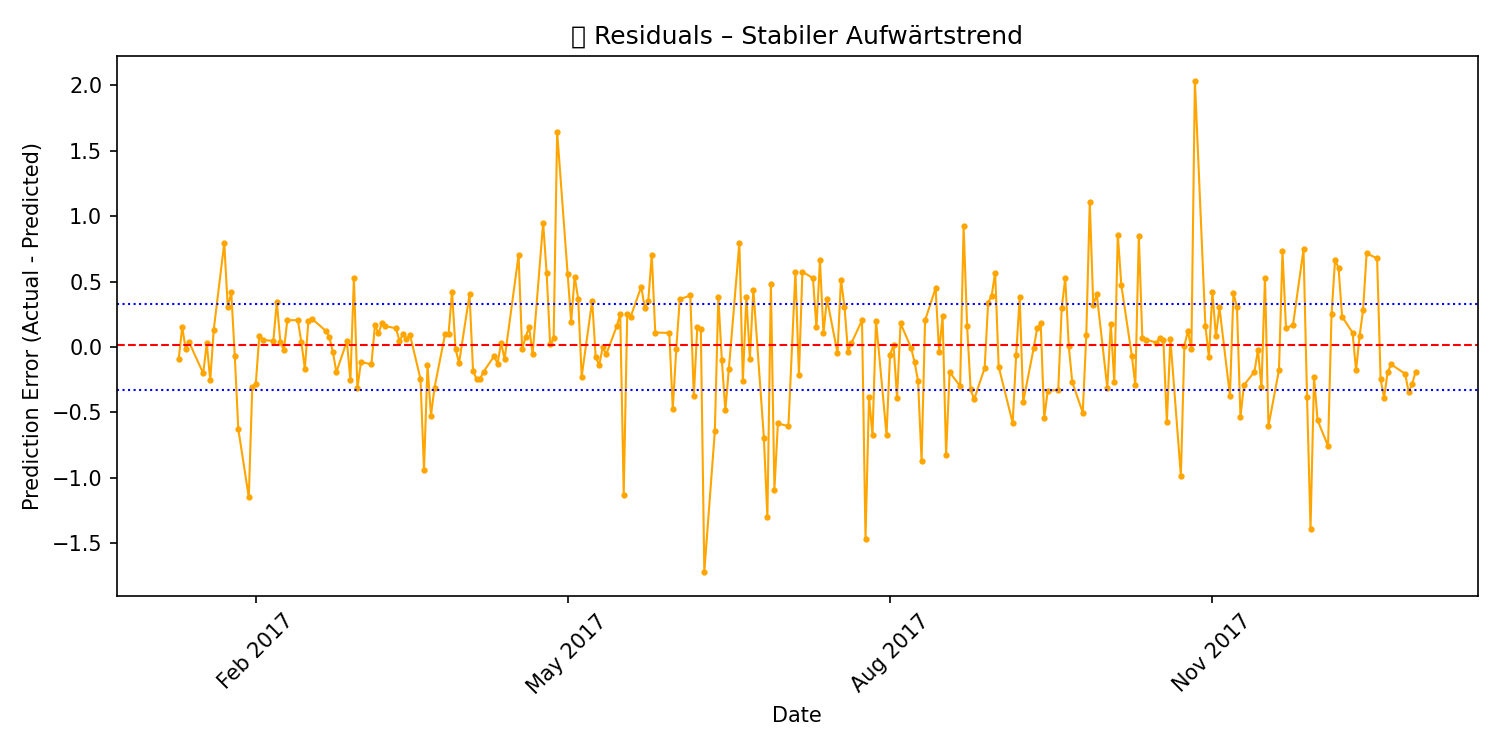 Residuals – Stabiler Aufwärtstrend
Prediction Error (Actual - Predicted)
2.0
1.5
1.0
0.5
0.0
−0.5
−1.0
−1.5
Feb 2017
May 2017
Aug 2017
Nov 2017
Date